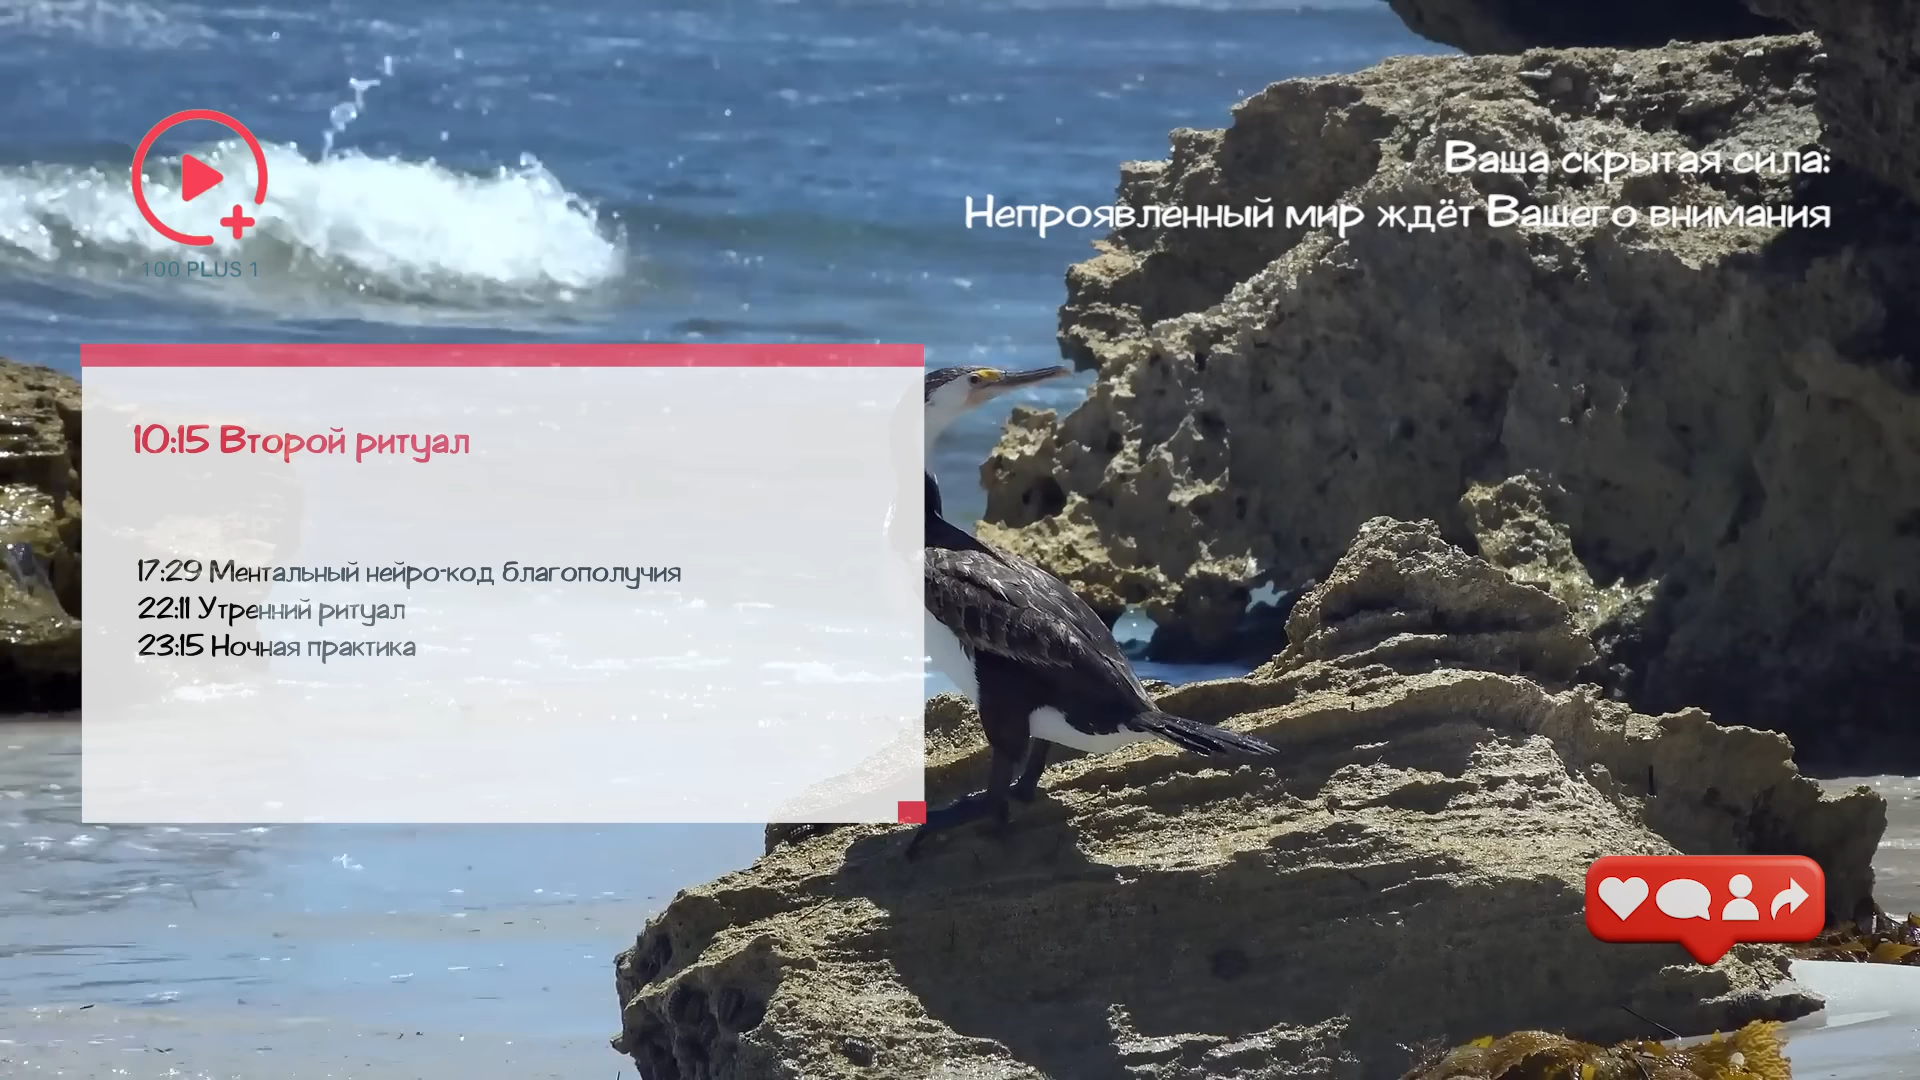 100 PLUS 1
Ваша скрытая сила:
Непроявленный мир ждёт Вашего внимания
10:15 Второй ритуал
17:29 Ментальный нейро-код благополучия
22:11 Утренний ритуал
23:15 Ночная практика